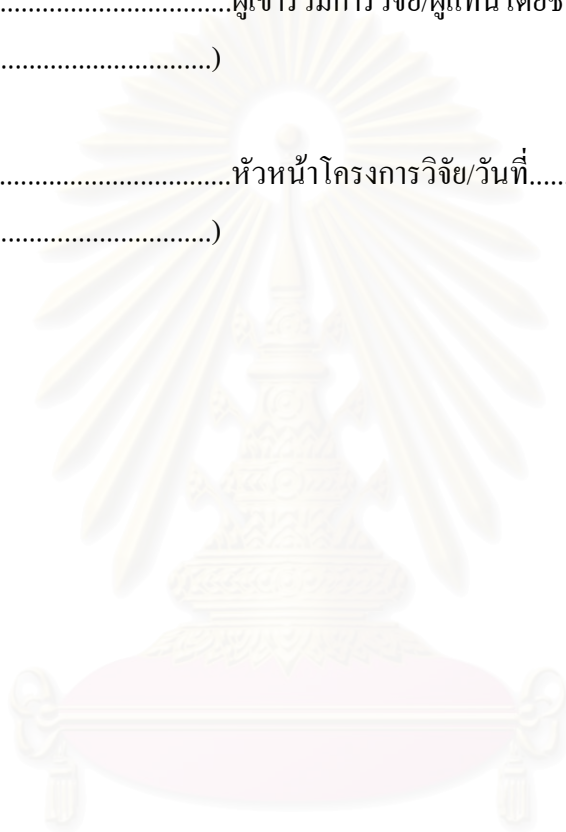 .................................ผู้เข้าร่วมการวิจัย/ผู้แทนโดยช
..............................)
.................................หัวหน้าโครงการวิจัย/วันที่.....
..............................)